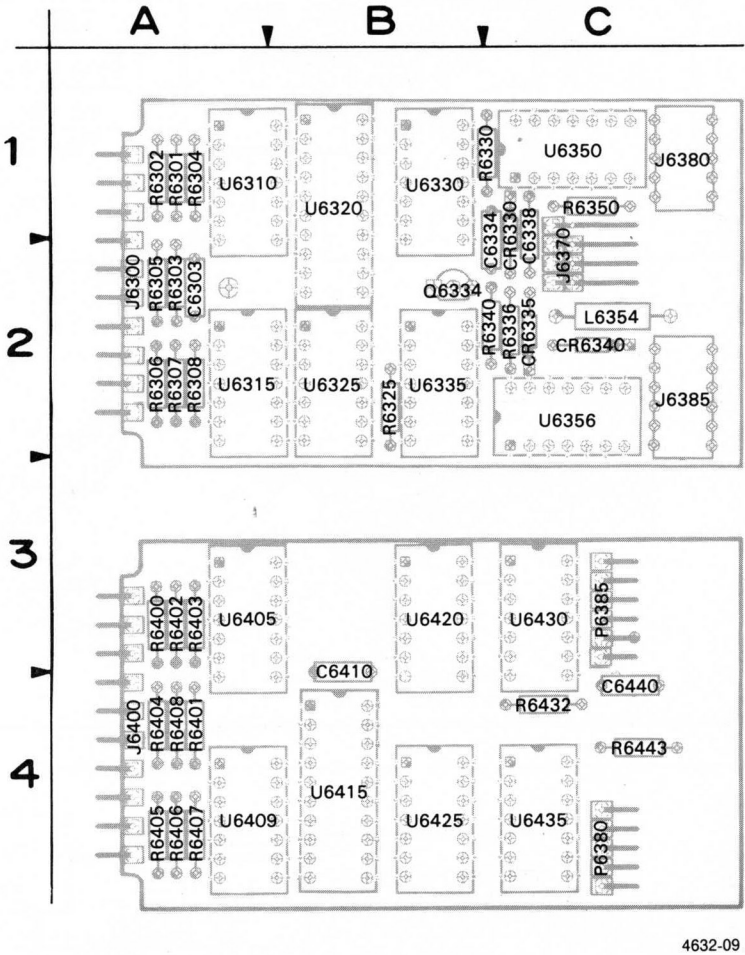 A B C
1
R6302 R6301 R6304 U6310 U6320 U6330 R6330 U6350 J6380
R6350
C6334 CR6330 C6338 J6370
J6300 R6305 R6303 C6303 Q6334
R6340 R6336 CR6335 L6354
2
CR6340
R6306 R6307 R6308 U6315 U6325 R6325 U6335 U6356 J6385
3
R6400 R6402 R6403 U6405 U6420 U6430 P6385
C6410 C6440
J6400 R6404 R6408 R6401 R6432
R6443
4
U6415
R6405 R6406 R6407 U6409 U6425 U6435 P6380
4632-09